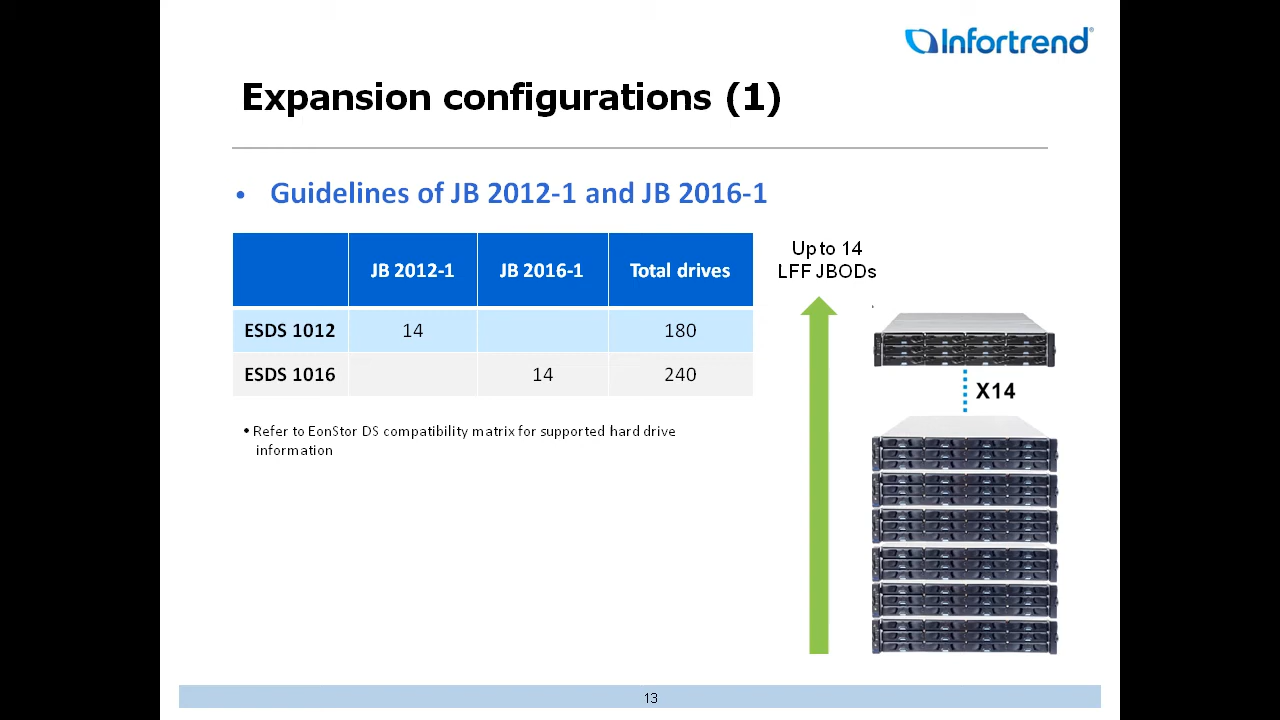 Infortrend®
Expansion configurations (1)
• Guidelines of JB 2012-1 and JB 2016-1
JB 2012-1 JB 2016-1 Total drives
ESDS 1012 14 180
ESDS 1016 14 240
• Refer to EonStor DS compatibility matrix for supported hard drive
information
Up to 14
LFF JBODs
X14
13